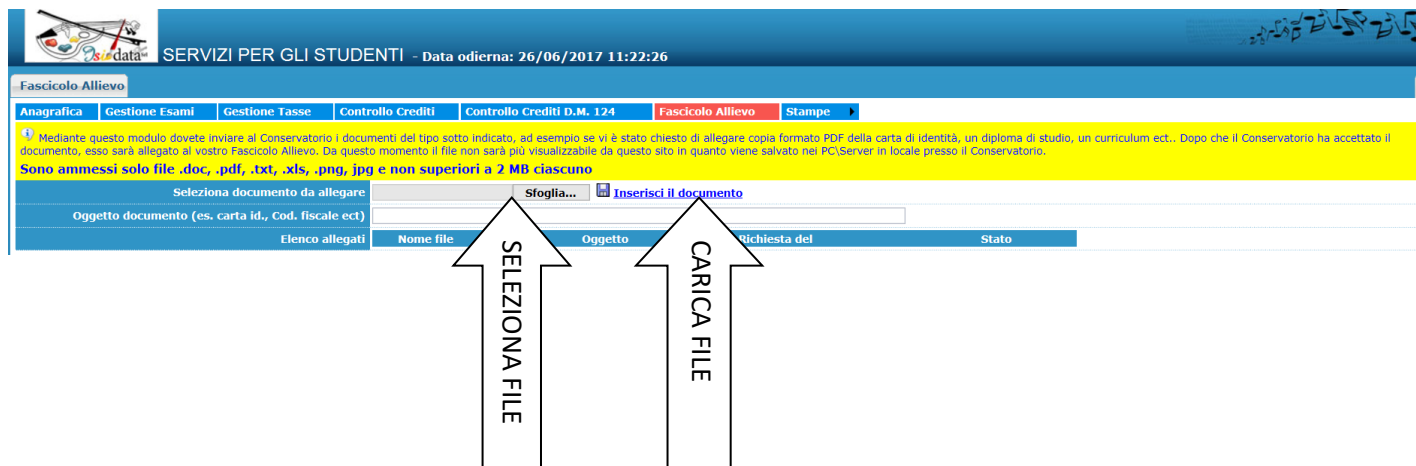 Isidata SERVIZI PER GLI STUDENTI - Data odierna: 26/06/2017 11:22:26
Fascicolo Allievo
Anagrafica Gestione Esami Gestione Tasse Controllo Crediti Controllo Crediti D.M. 124 Fascicolo Allievo Stampe
Mediante questo modulo dovete inviare al Conservatorio i documenti del tipo sotto indicato, ad esempio se vi è stato chiesto di allegare copia formato PDF della carta di identità, un diploma di studio, un curriculum ect.. Dopo che il Conservatorio ha accettato il
documento, esso sarà allegato al vostro Fascicolo Allievo. Da questo momento il file non sarà più visualizzabile da questo sito in quanto viene salvato nei PC\Server in locale presso il Conservatorio.
Sono ammessi solo file .doc, .pdf, .txt, .xls, .png, jpg e non superiori a 2 MB ciascuno
Seleziona documento da allegare Sfoglia... Inserisci il documento
Oggetto documento (es. carta id., Cod. fiscale ect)
Elenco allegati Nome file Oggetto Richiesta del Stato
SELEZIONA FILE
CARICA FILE